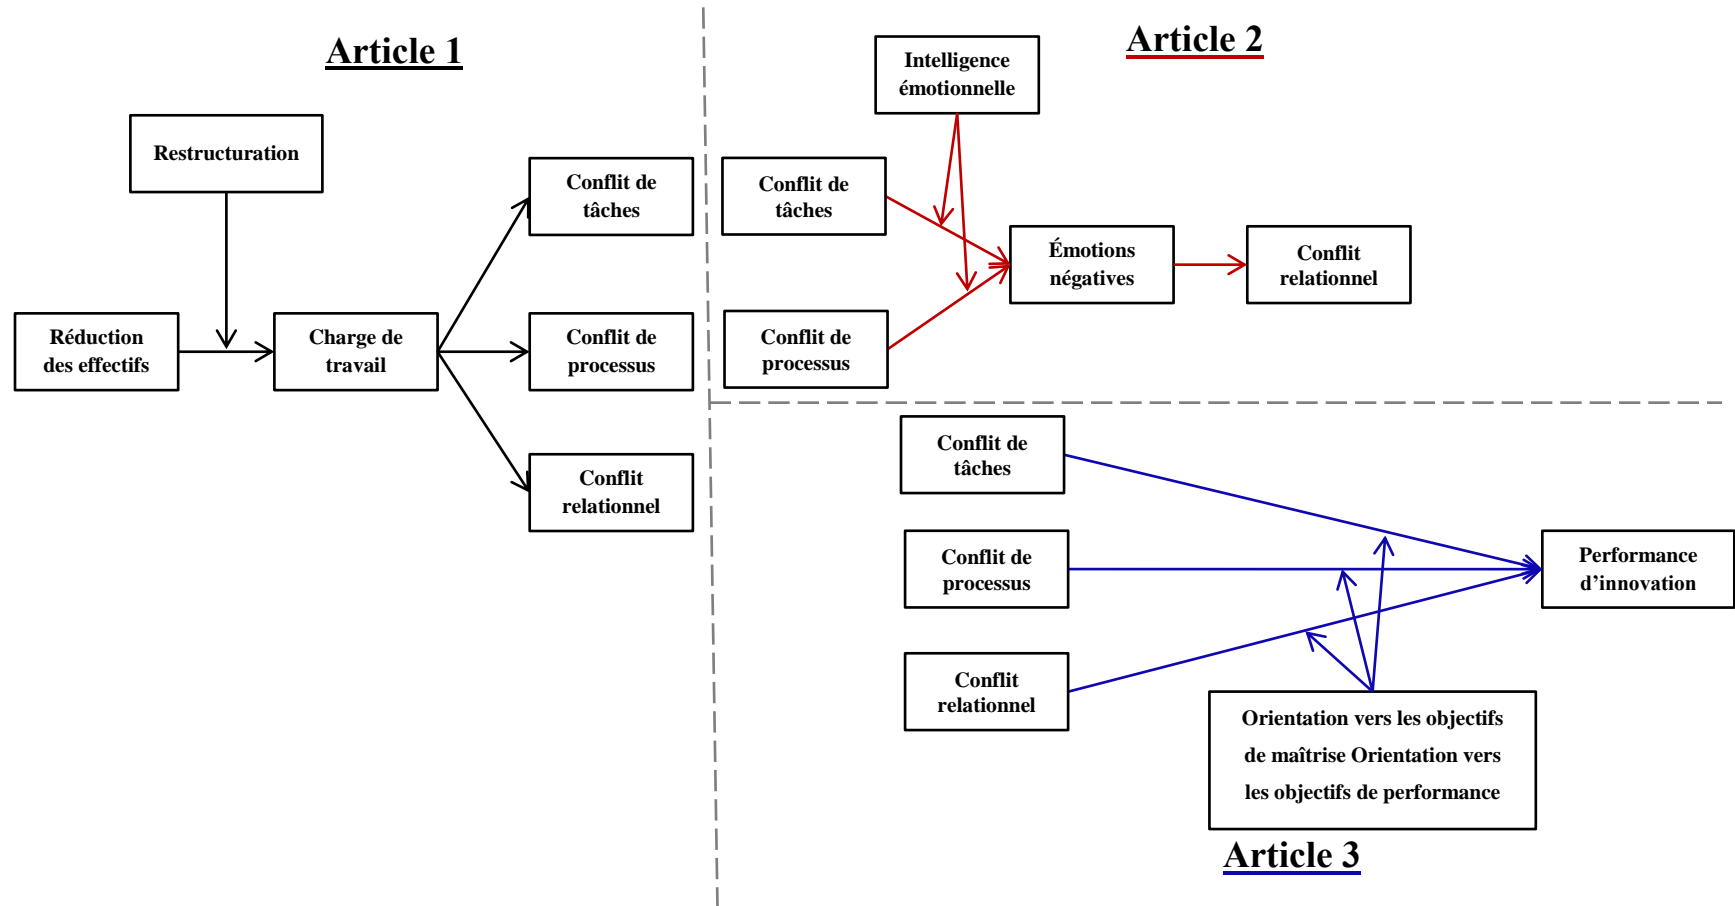 Article 1
Restructuration
Conflit de
tâches
Réduction
des effectifs
Charge de
travail
Conflit de
processus
Conflit
relationnel
Article 2
Intelligence
émotionnelle
Conflit de
tâches
Émotions
négatives
Conflit
relationnel
Conflit de
processus
Conflit de
tâches
Conflit de
processus
Performance
d’innovation
Conflit
relationnel
Orientation vers les objectifs
de maîtrise Orientation vers
les objectifs de performance
Article 3